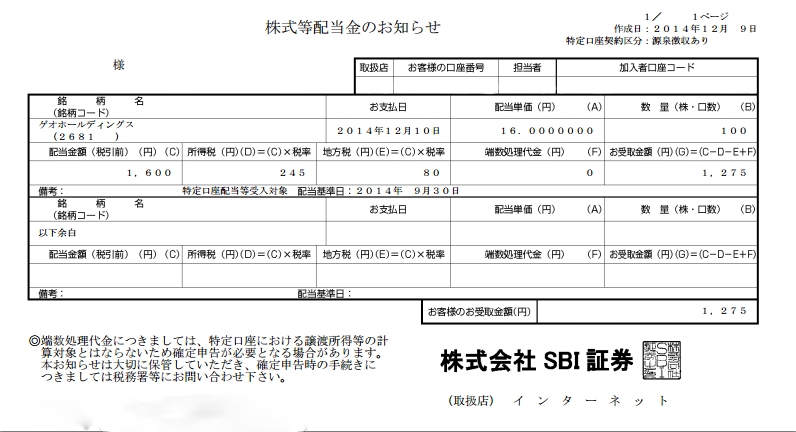 1／　1ページ
株式等配当金のお知らせ
作成日：2014年12月　9日
特定口座契約区分：源泉徴収あり
様
取扱店　お客様の口座番号　担当者　加入者口座コード
銘　柄　名
（銘柄コード）　お支払日　配当単価（円）　（A）　数　量（株・口数）　（B）
ゲオホールディングス
（2681　）　2014年12月10日　16.0000000　100
配当金額（税引前）（円）（C）　所得税（円）（D）＝（C）×税率　地方税（円）（E）＝（C）×税率　端数処理代金（円）　（F）　お受取金額（円）（G）＝（C－D－E＋F）
1,600　245　80　0　1,275
備考：　特定口座配当等受入対象　配当基準日：2014年　9月30日
銘　柄　名
（銘柄コード）　お支払日　配当単価（円）　（A）　数　量（株・口数）　（B）
以下余白
配当金額（税引前）（円）（C）　所得税（円）（D）＝（C）×税率　地方税（円）（E）＝（C）×税率　端数処理代金（円）　（F）　お受取金額（円）（G）＝（C－D－E＋F）
備考：　配当基準日：
お客様のお受取金額(円)　1,275
◎端数処理代金につきましては、特定口座における譲渡所得等の計
算対象とはならないため確定申告が必要となる場合があります。
本お知らせは大切に保管していただき、確定申告時の手続きに
つきましては税務署等にお問い合わせ下さい。
株式会社 SBI 証券
（取扱店）　インターネット